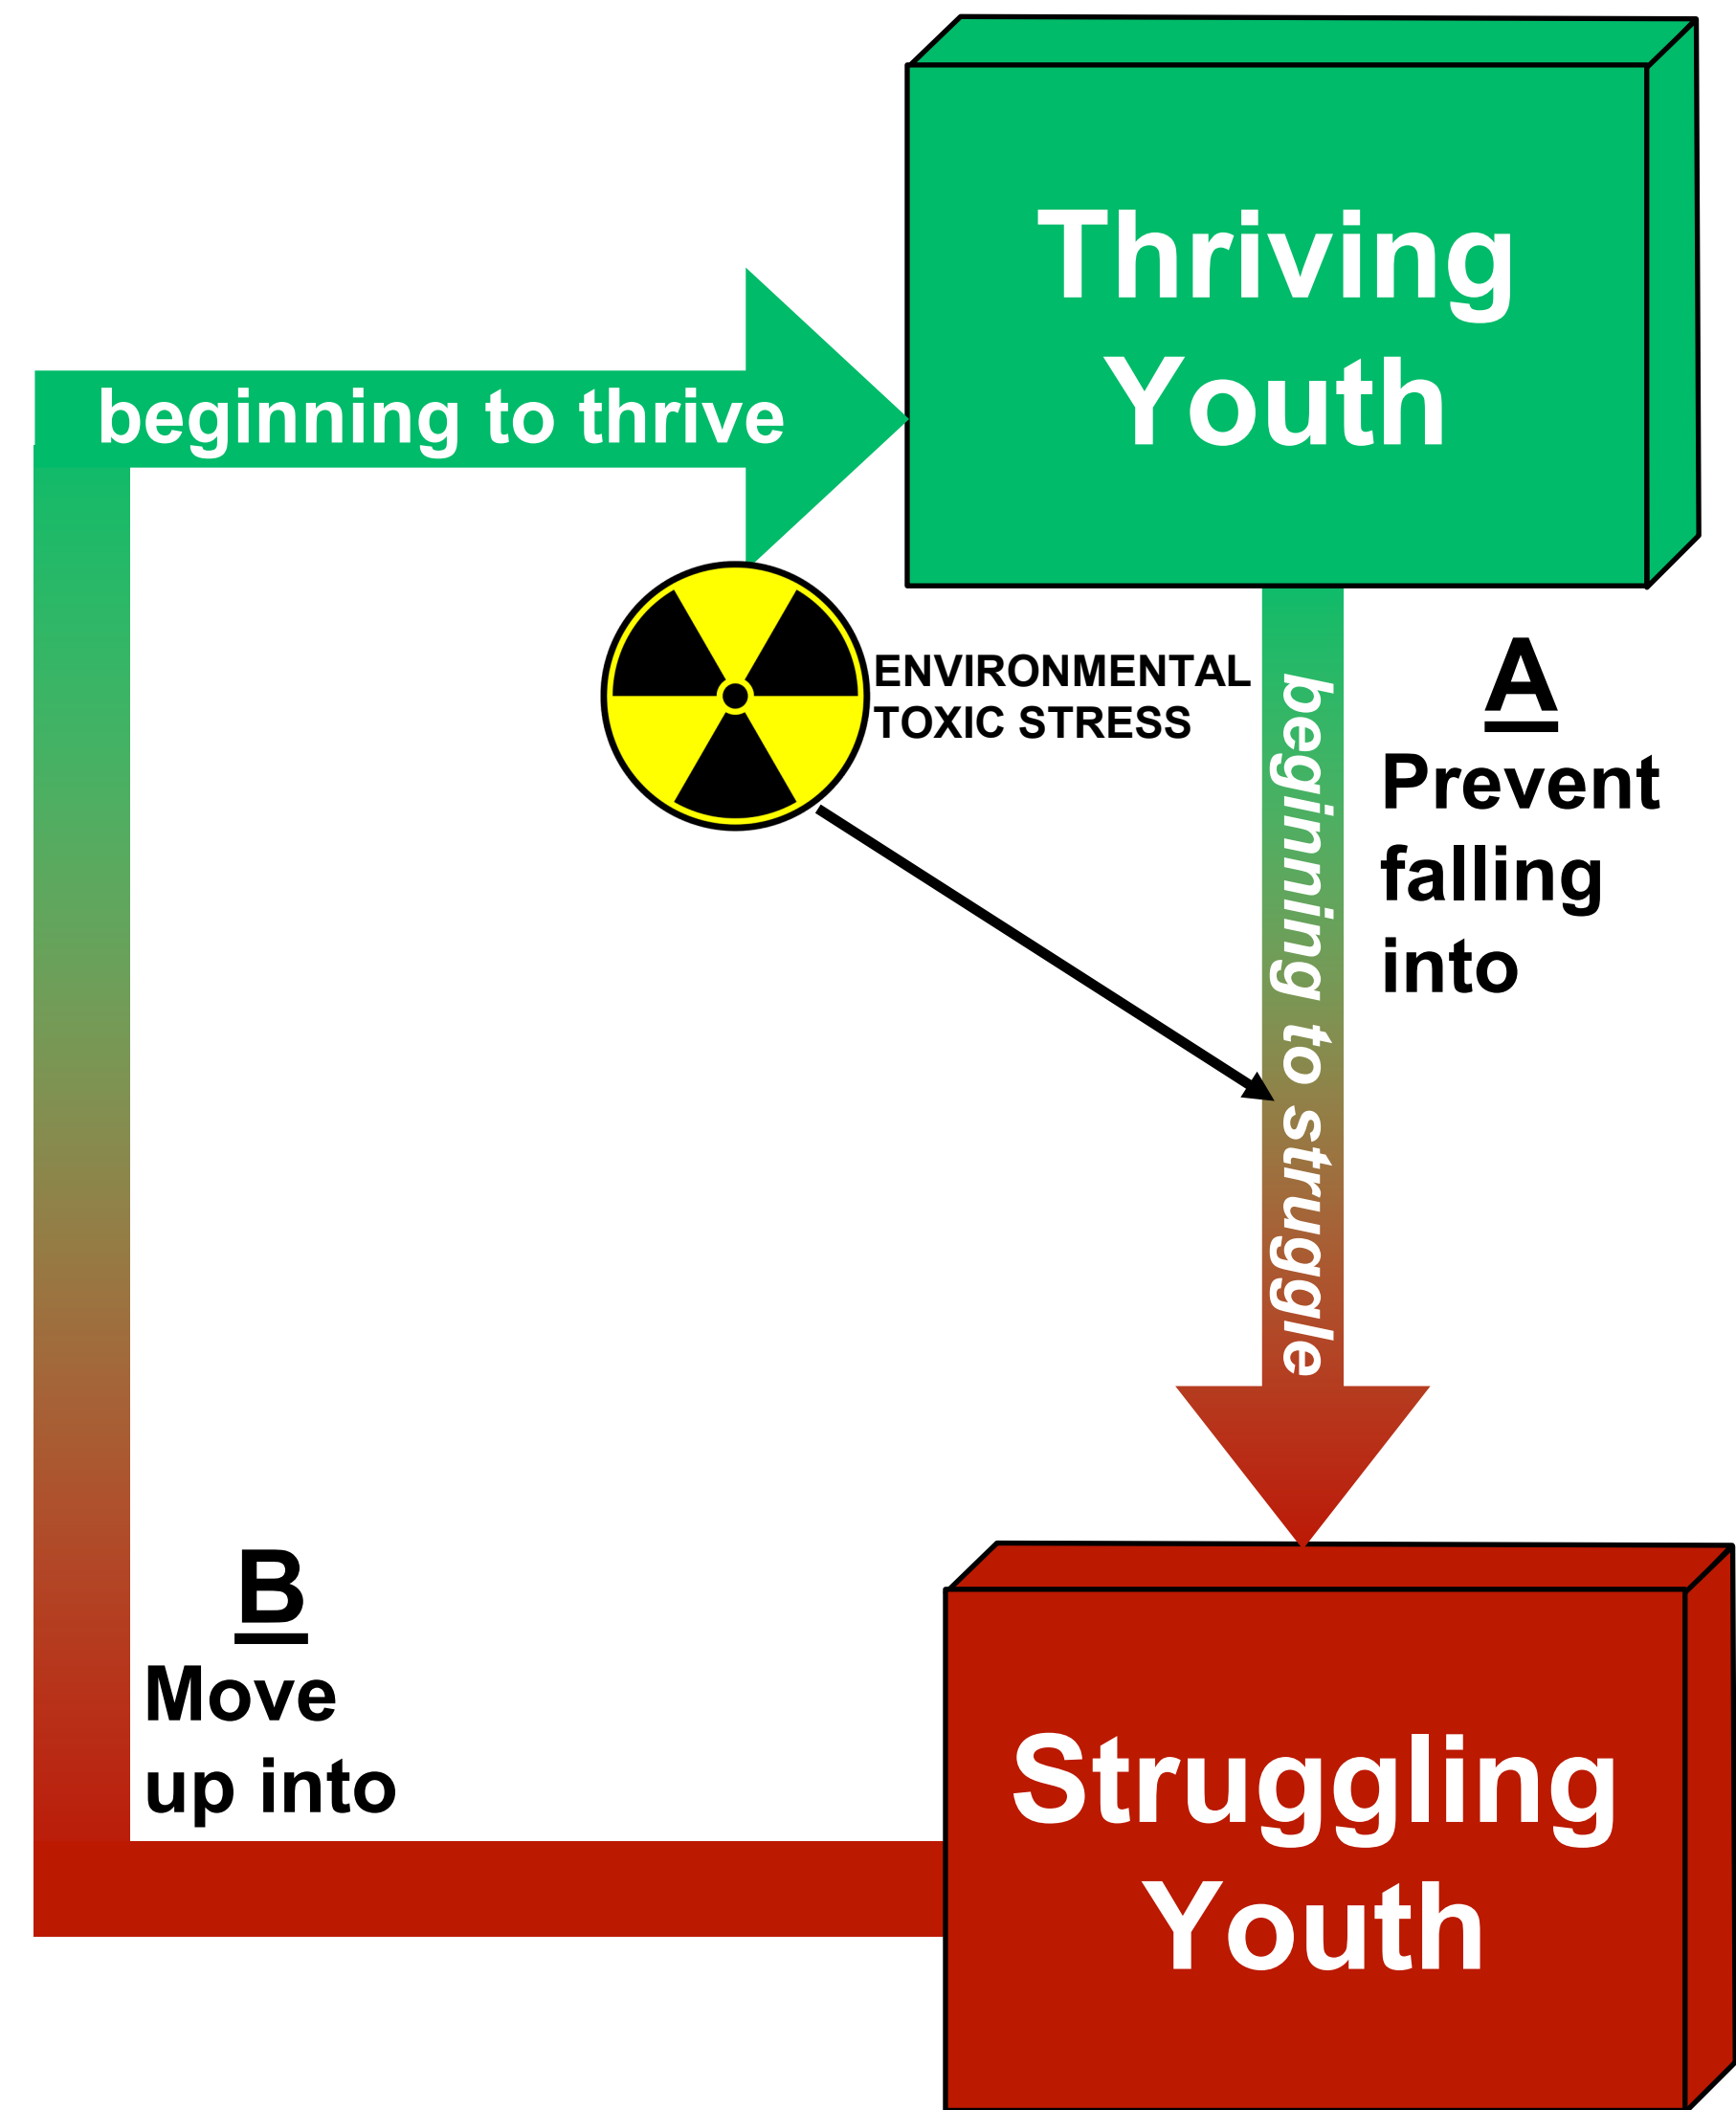 Thriving
Youth
beginning to thrive
ENVIRONMENTAL
TOXIC STRESS
beginning to struggle
A
Prevent
falling
into
B
Move
up into
Struggling
Youth